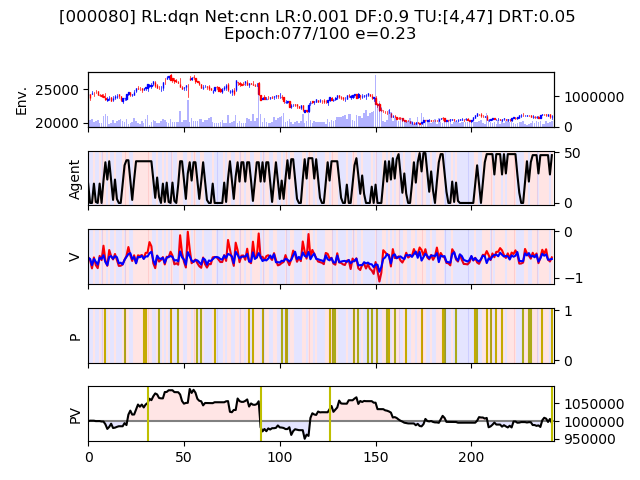 [000080] RL:dqn Net:cnn LR:0.001 DF:0.9 TU:[4,47] DRT:0.05
Epoch:077/100 e=0.23
Env.
25000
20000
1000000
0
Agent
50
0
V
0
−1
P
1
0
PV
1050000
1000000
950000
0 50 100 150 200